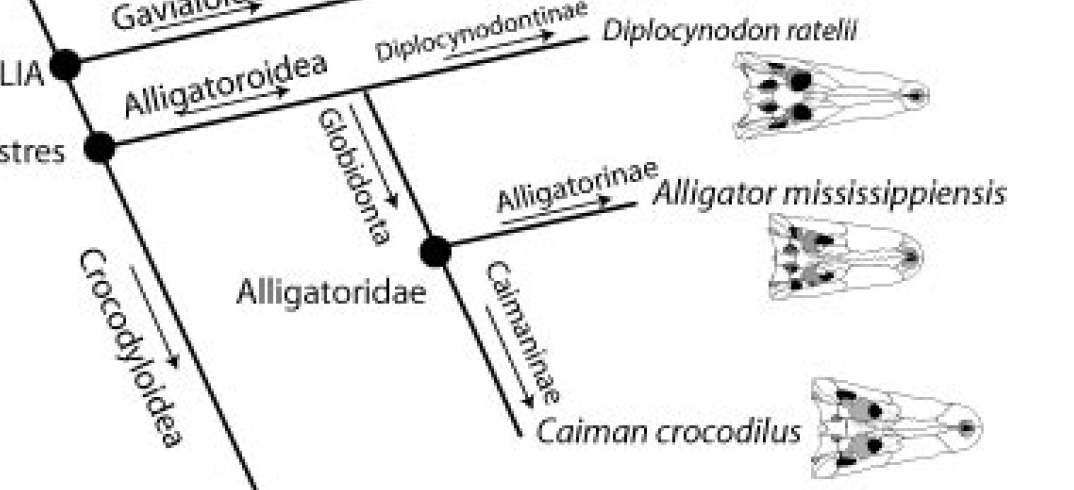 Diplocynodontinae
Diplocynodon ratelii
LIA
Alligatoroidea
stres
Globidonta
Alligatorinae
Alligator mississippiensis
Crocodyloidea
Alligatoridae
Caimaninae
Caiman crocodilus